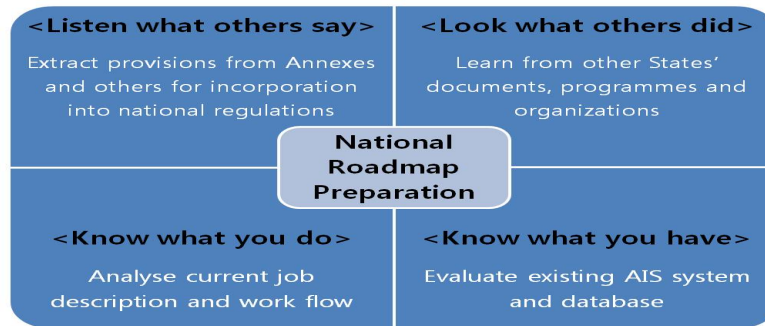 <Listen what others say>
Extract provisions from Annexes
and others for incorporation
into national regulations
<Look what others did>
Learn from other States'
documents, programmes and
organizations
National
Roadmap
Preparation
<Know what you do>
Analyse current job
description and work flow
<Know what you have>
Evaluate existing AIS system
and database